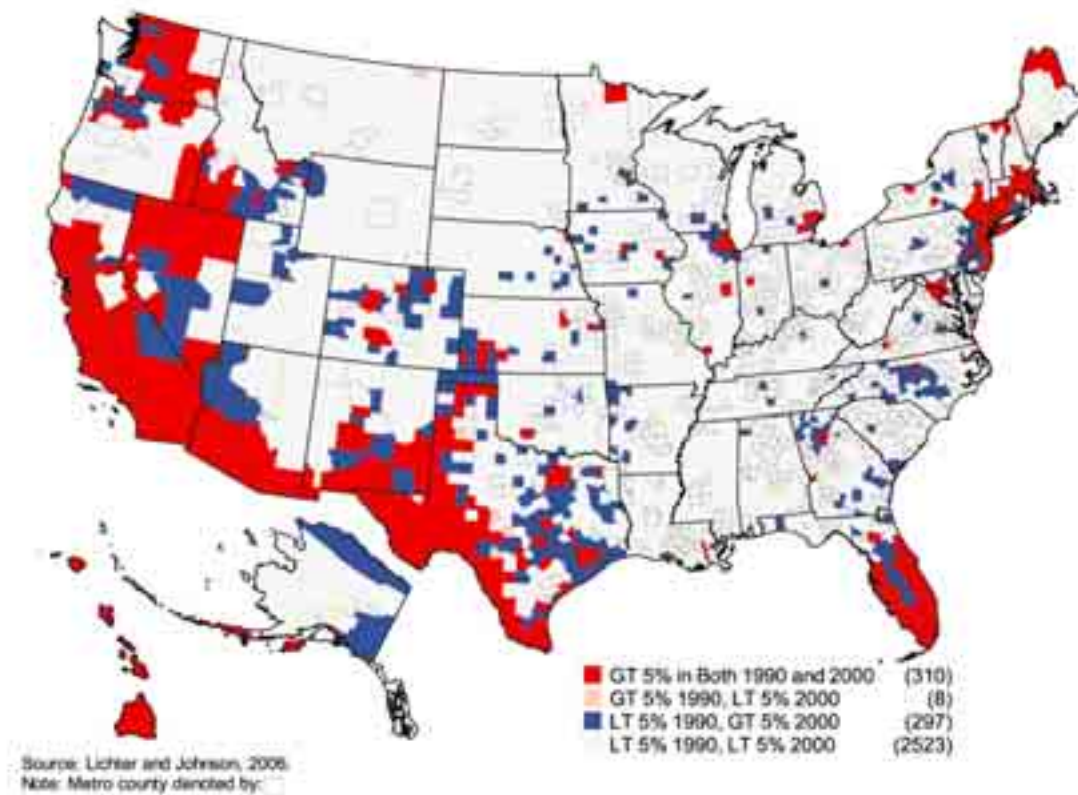 GT 5% in Both 1990 and 2000 (310)
GT 5% 1990, LT 5% 2000 (8)
LT 5% 1990, GT 5% 2000 (297)
LT 5% 1990, LT 5% 2000 (2523)
Source: Lichter and Johnson, 2006.
Note: Metro county denoted by: